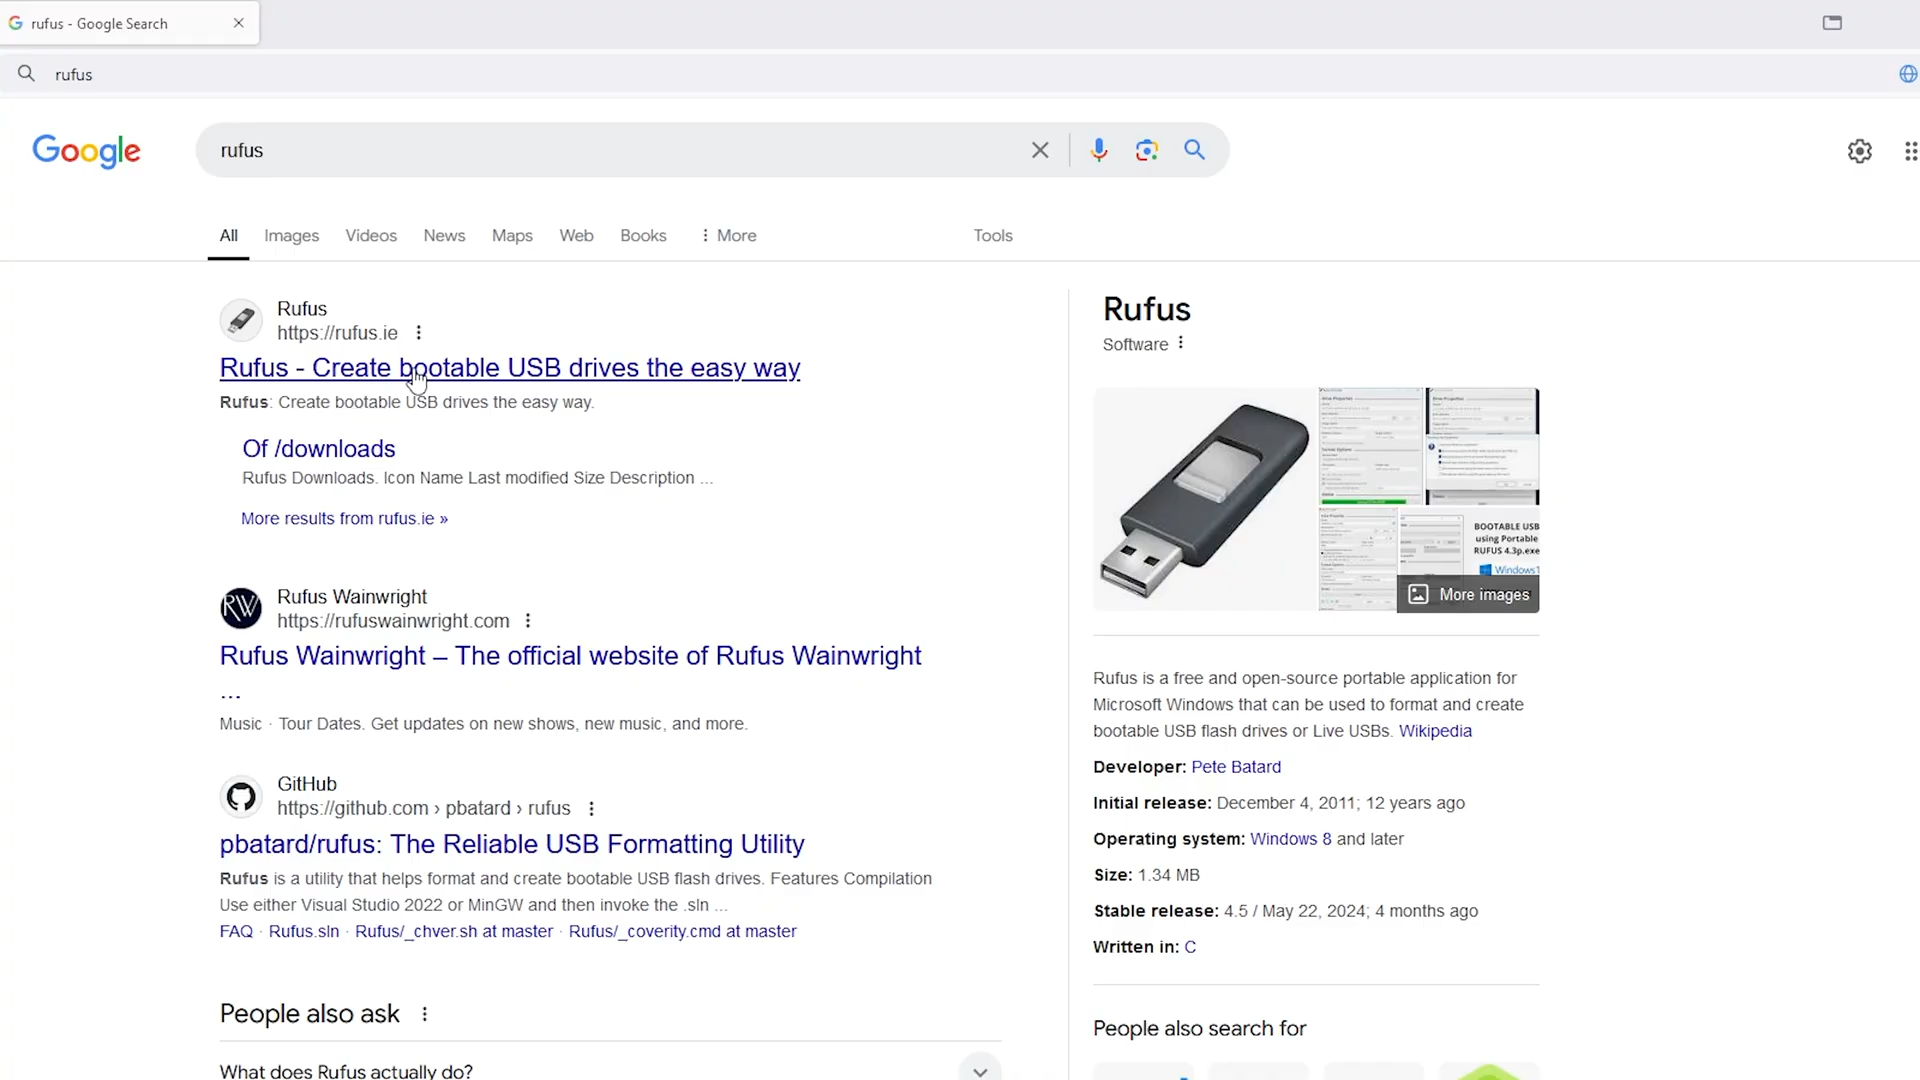 rufus - Google Search
rufus
Google
rufus
All Images Videos News Maps Web Books More Tools
Rufus
https://rufus.ie
Rufus - Create bootable USB drives the easy way
Rufus: Create bootable USB drives the easy way.
Of /downloads
Rufus Downloads. Icon Name Last modified Size Description ...
More results from rufus.ie »
RW
Rufus Wainwright
https://rufuswainwright.com
Rufus Wainwright – The official website of Rufus Wainwright
...
Music · Tour Dates. Get updates on new shows, new music, and more.
GitHub
https://github.com › pbatard › rufus
pbatard/rufus: The Reliable USB Formatting Utility
Rufus is a utility that helps format and create bootable USB flash drives. Features Compilation
Use either Visual Studio 2022 or MinGW and then invoke the .sln ...
FAQ · Rufus.sln · Rufus/_chver.sh at master · Rufus/_coverity.cmd at master
People also ask
What does Rufus actually do?
Rufus
Software
BOOTABLE USB
using Portable
RUFUS 4.3p.exe
Windows1
More images
Rufus is a free and open-source portable application for
Microsoft Windows that can be used to format and create
bootable USB flash drives or Live USBs. Wikipedia
Developer: Pete Batard
Initial release: December 4, 2011; 12 years ago
Operating system: Windows 8 and later
Size: 1.34 MB
Stable release: 4.5 / May 22, 2024; 4 months ago
Written in: C
People also search for